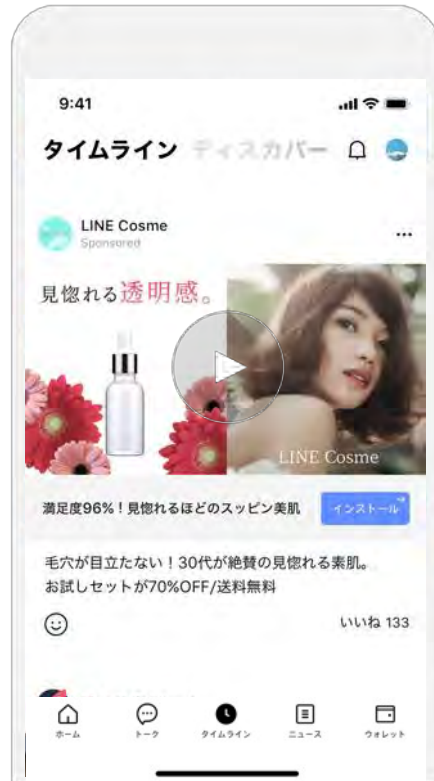 9:41
タイムライン ディスカバー
LINE Cosme
Sponsored
見惚れる透明感。
LINE Cosme
満足度96%！見惚れるほどのスッピン美肌
インストール
毛穴が目立たない！30代が絶賛の見惚れる素肌。
お試しセットが70%OFF/送料無料
いいね 133
ホーム
トーク
タイムライン
ニュース
ウォレット